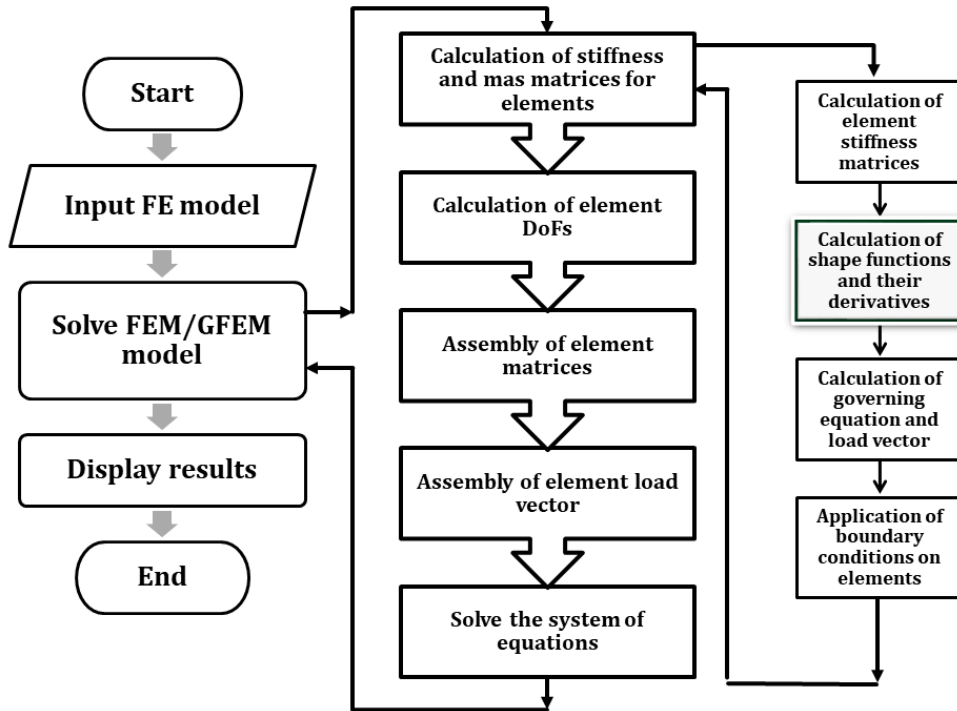 Start
Input FE model
Solve FEM/GFEM
model
Display results
End
Calculation of stiffness
and mas matrices for
elements
Calculation of element
DoFs
Assembly of element
matrices
Assembly of element load
vector
Solve the system of
equations
Calculation of
element
stiffness
matrices
Calculation of
shape functions
and their
derivatives
Calculation of
governing
equation and
load vector
Application of
boundary
conditions on
elements